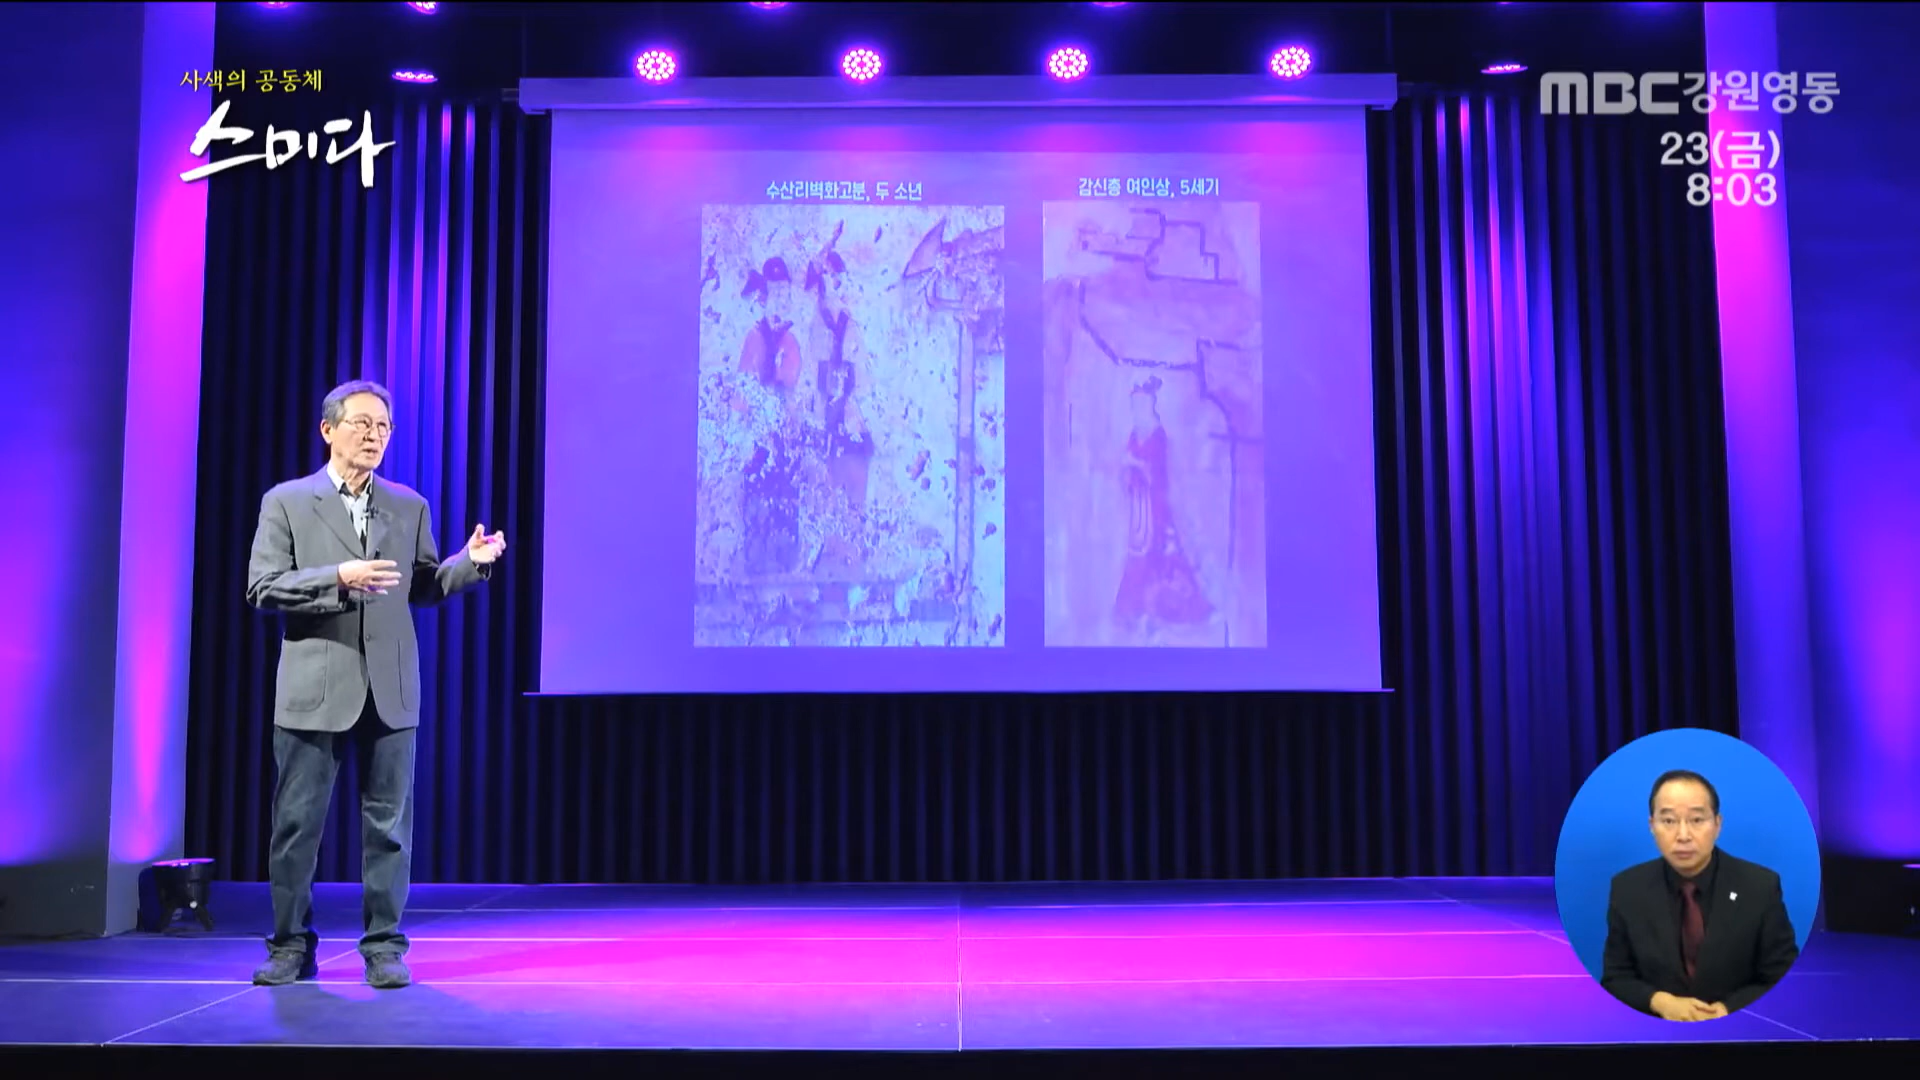 사색의 공동체
스미다
MBC강원영동
23(금)
8:03
수산리벽화고분, 두 소년
감신총 여인상, 5세기